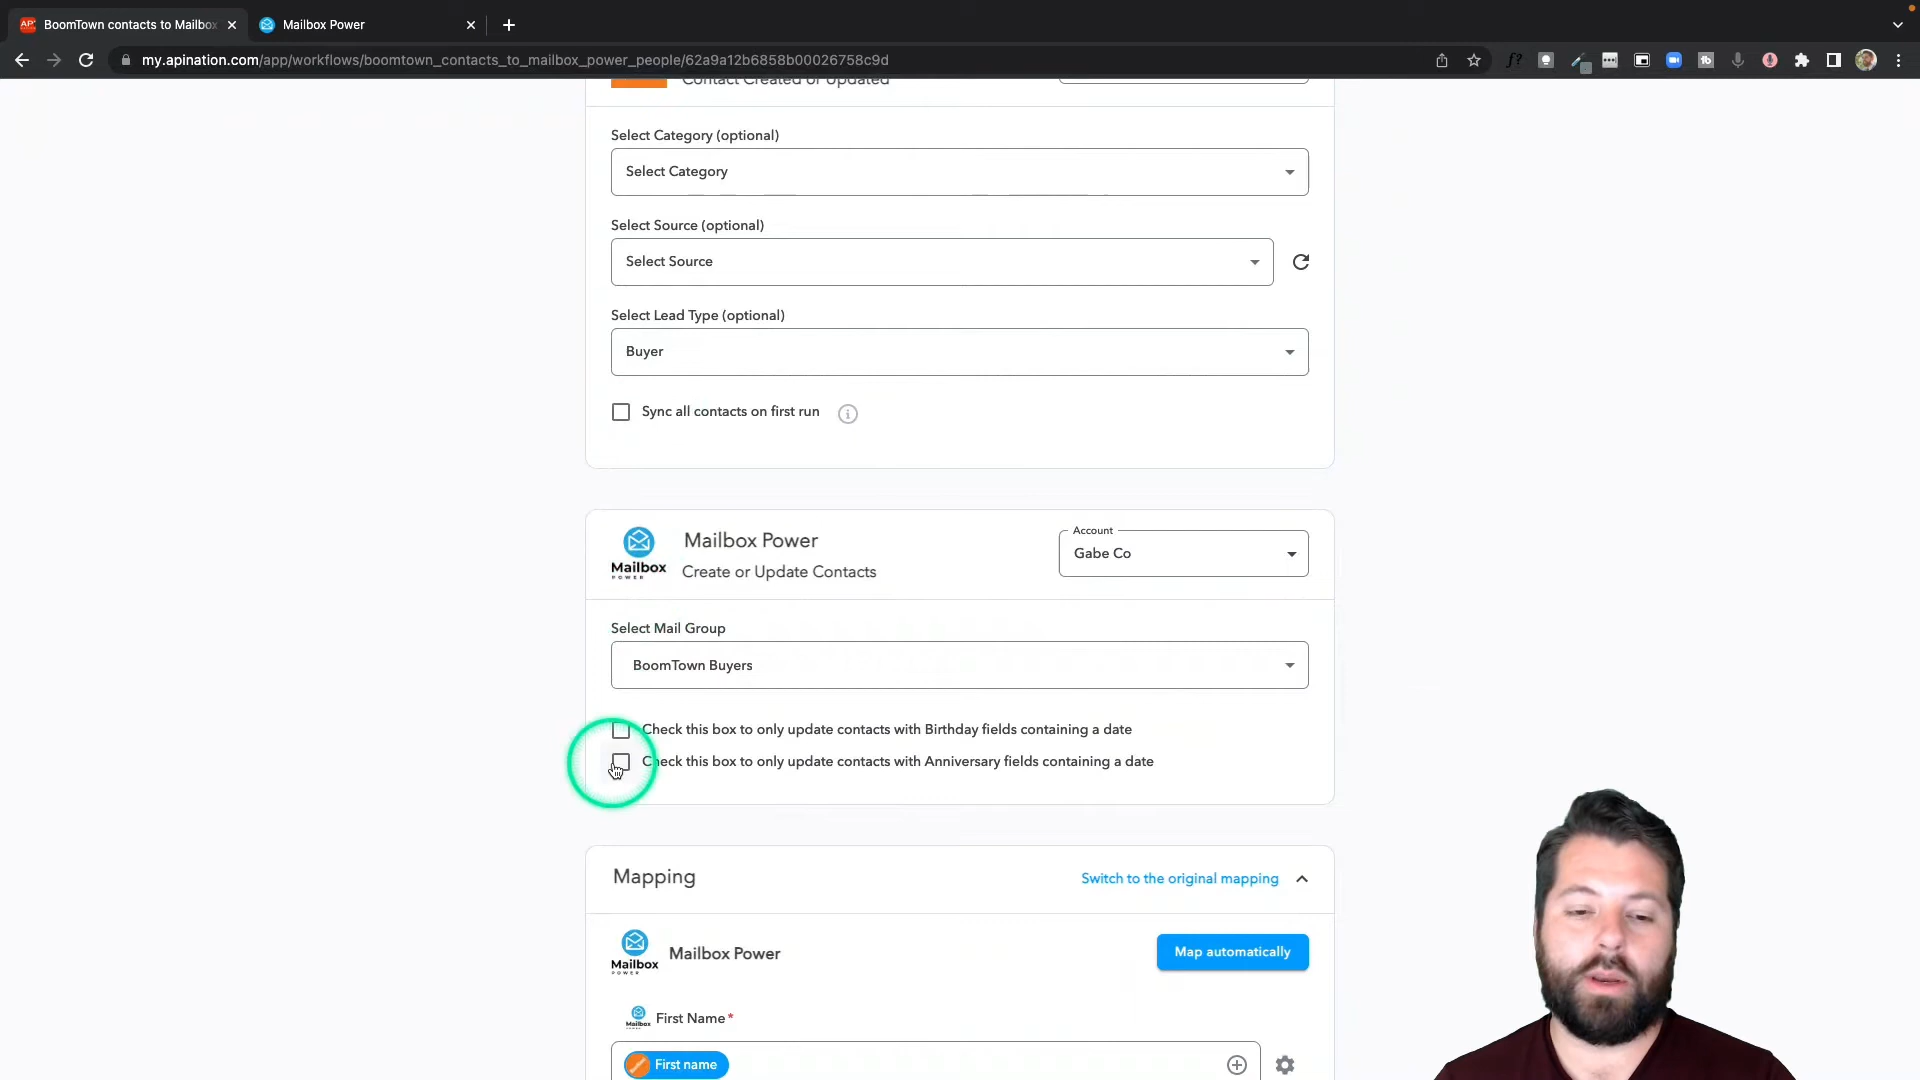 BoomTown contacts to Mailbox
Mailbox Power
my.apination.com/app/workflows/boomtown_contacts_to_mailbox_power_people/62a9a12b6858b00026758c9d
Contact Created or Updated
Select Category (optional)
Select Category
Select Source (optional)
Select Source
Select Lead Type (optional)
Buyer
Sync all contacts on first run
Mailbox
POWER
Mailbox Power
Create or Update Contacts
Account
Gabe Co
Select Mail Group
BoomTown Buyers
Check this box to only update contacts with Birthday fields containing a date
Check this box to only update contacts with Anniversary fields containing a date
Mapping
Switch to the original mapping
Mailbox
POWER
Mailbox Power
Map automatically
Mailbox
First Name*
First name